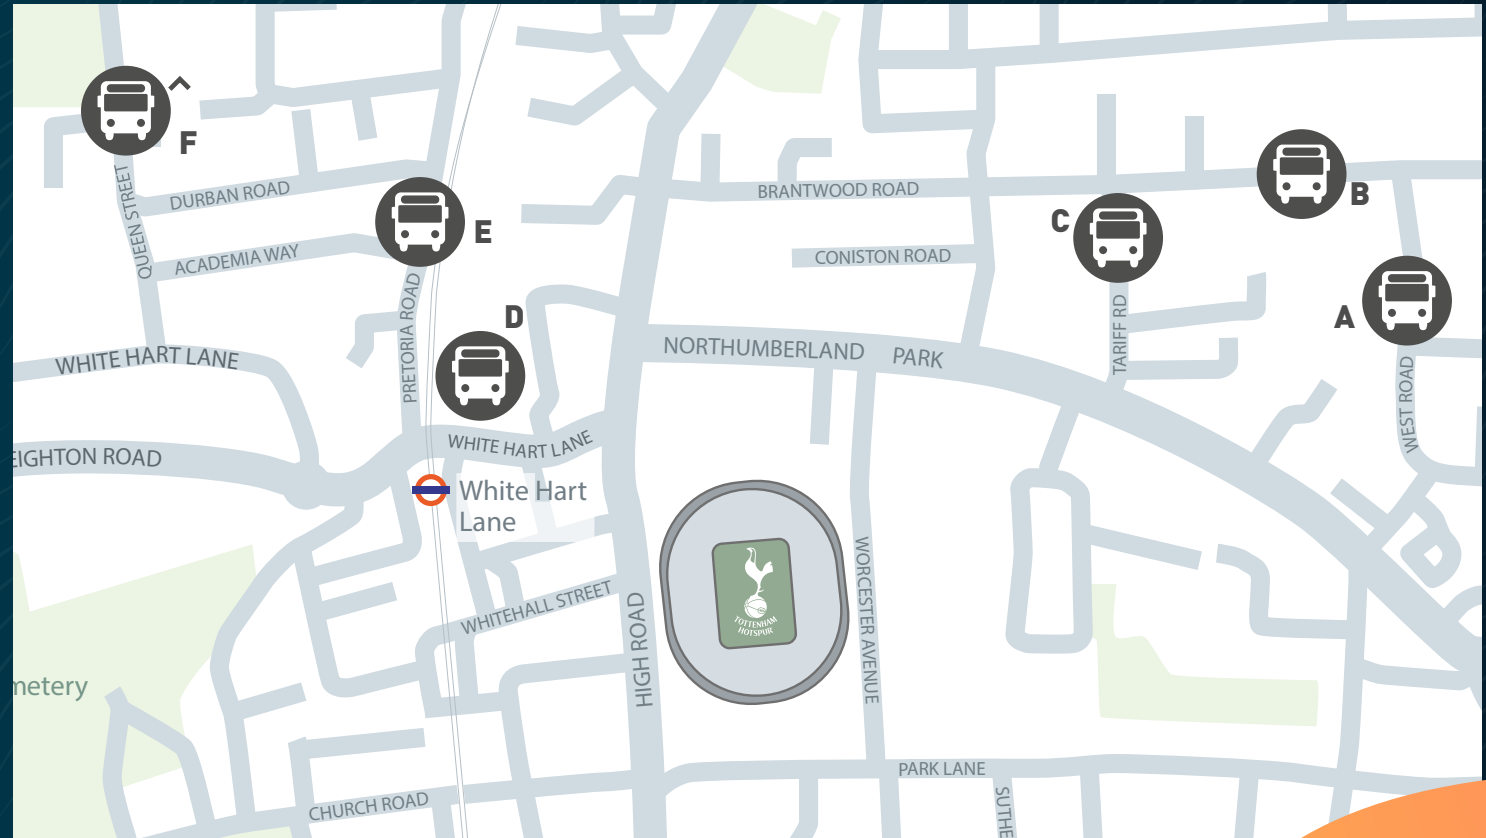 F
DURBAN ROAD
QUEEN STREET
ACADEMIA WAY
E
PRETORIA ROAD
D
WHITE HART LANE
EIGHTON ROAD
WHITE HART LANE
White Hart
Lane
WHITEHALL STREET
HIGH ROAD
metery
CHURCH ROAD
BRANTWOOD ROAD
CONISTON ROAD
NORTHUMBERLAND PARK
C
B
A
TARIFF RD
WEST ROAD
TOTTENHAM
HOTSPUR
WORCESTER AVENUE
PARK LANE
SUTHE